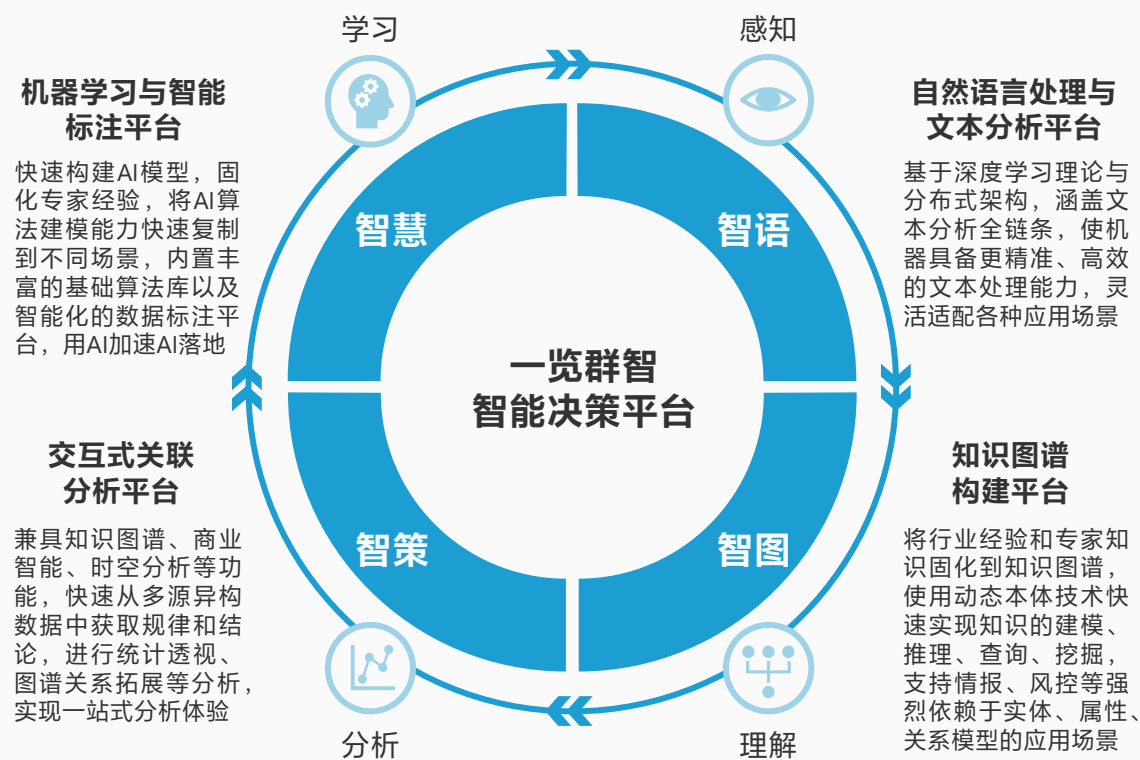 学习
感知
机器学习与智能
标注平台
快速构建AI模型，固
化专家经验，将AI算
法建模能力快速复制
到不同场景，内置丰
富的基础算法库以及
智能化的数据标注平
台，用AI加速AI落地
自然语言处理与
文本分析平台
基于深度学习理论与
分布式架构，涵盖文
本分析全链条，使机
器具备更精准、高效
的文本处理能力，灵
活适配各种应用场景
智慧
智语
一览群智
智能决策平台
智策
智图
交互式关联
分析平台
兼具知识图谱、商业
智能、时空分析等功
能，快速从多源异构
数据中获取规律和结
论，进行统计透视、
图谱关系拓展等分析，
实现一站式分析体验
知识图谱
构建平台
将行业经验和专家知
识固化到知识图谱，
使用动态本体技术快
速实现知识的建模、
推理、查询、挖掘，
支持情报、风控等强
烈依赖于实体、属性、
关系模型的应用场景
分析
理解